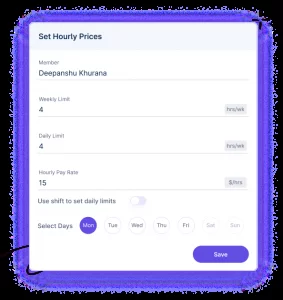 Set Hourly Prices
Member
Deepanshu Khurana
Weekly Limit
4 hrs/wk
Daily Limit
4 hrs/wk
Hourly Pay Rate
15 $/hrs
Use shift to set daily limits
Select Days Mon Tue Wed Thu Fri Sat Son
Save